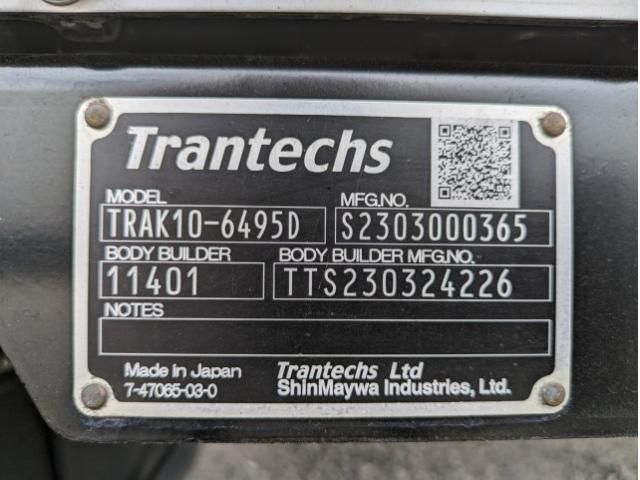 Trantechs
MODEL MFG.NO.
TRAK10-6495D S2303000365
BODY BUILDER BODY BUILDER MFG.NO.
11401 TTS230324226
NOTES
Made in Japan Trantechs Ltd
7-47065-03-0 ShinMaywa Industries, Ltd.